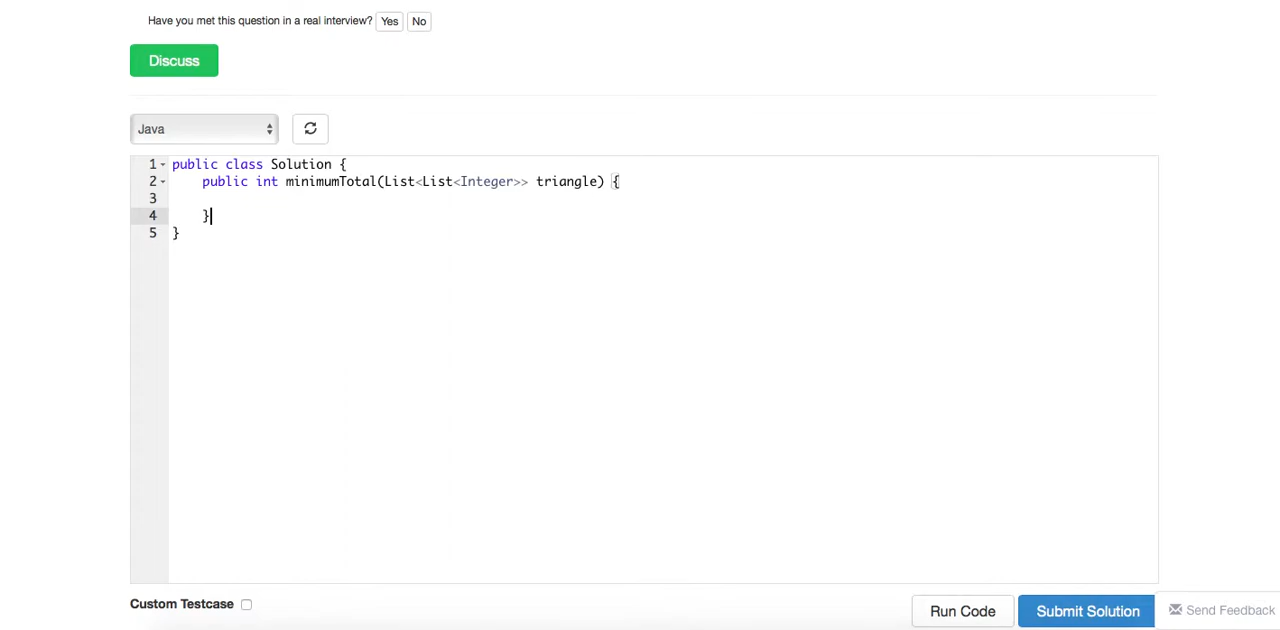 Have you met this question in a real interview? Yes No
Discuss
Java
1 public class Solution {
2 public int minimumTotal(List<List<Integer>> triangle) {
3
4 }
5 }
Custom Testcase
Run Code Submit Solution Send Feedback